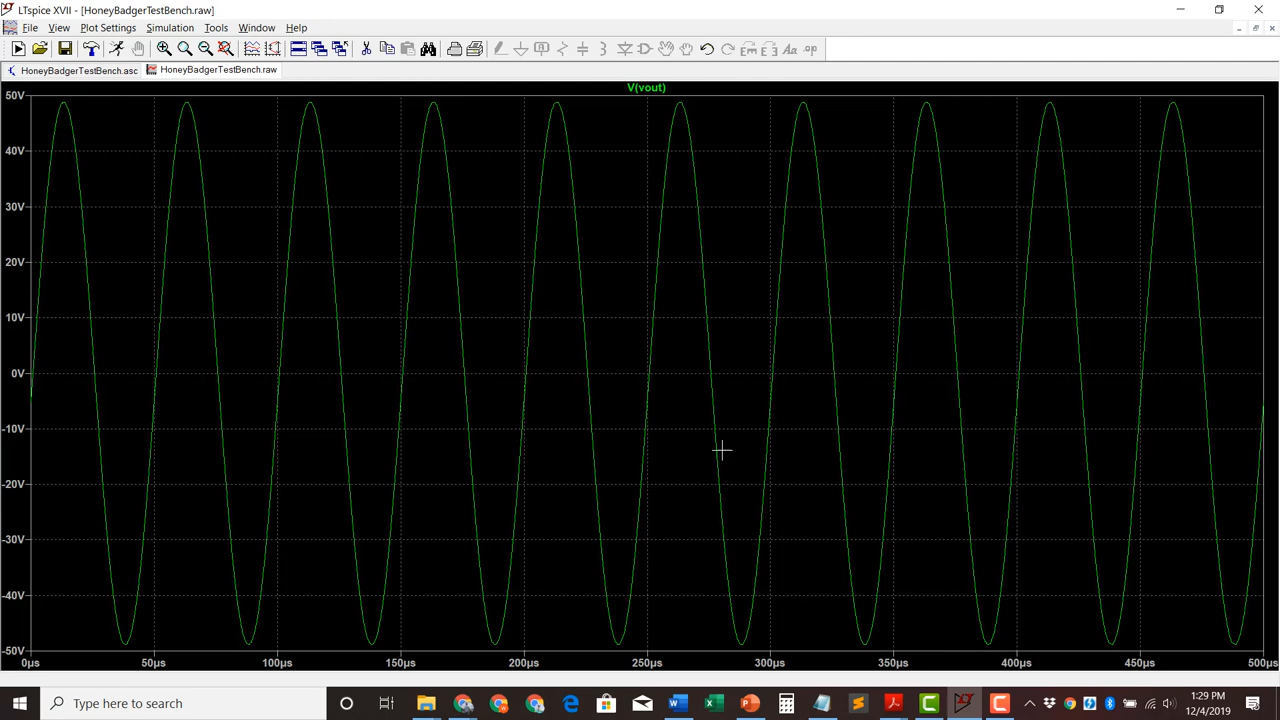 LTspice XVII - [HoneyBadgerTestBench.raw]
File View Plot Settings Simulation Tools Window Help
HoneyBadgerTestBench.asc HoneyBadgerTestBench.raw
V(vout)
50V
40V
30V
20V
10V
0V
-10V
-20V
-30V
-40V
-50V
0µs 50µs 100µs 150µs 200µs 250µs 300µs 350µs 400µs 450µs 500µs
Type here to search
1:29 PM
12/4/2019